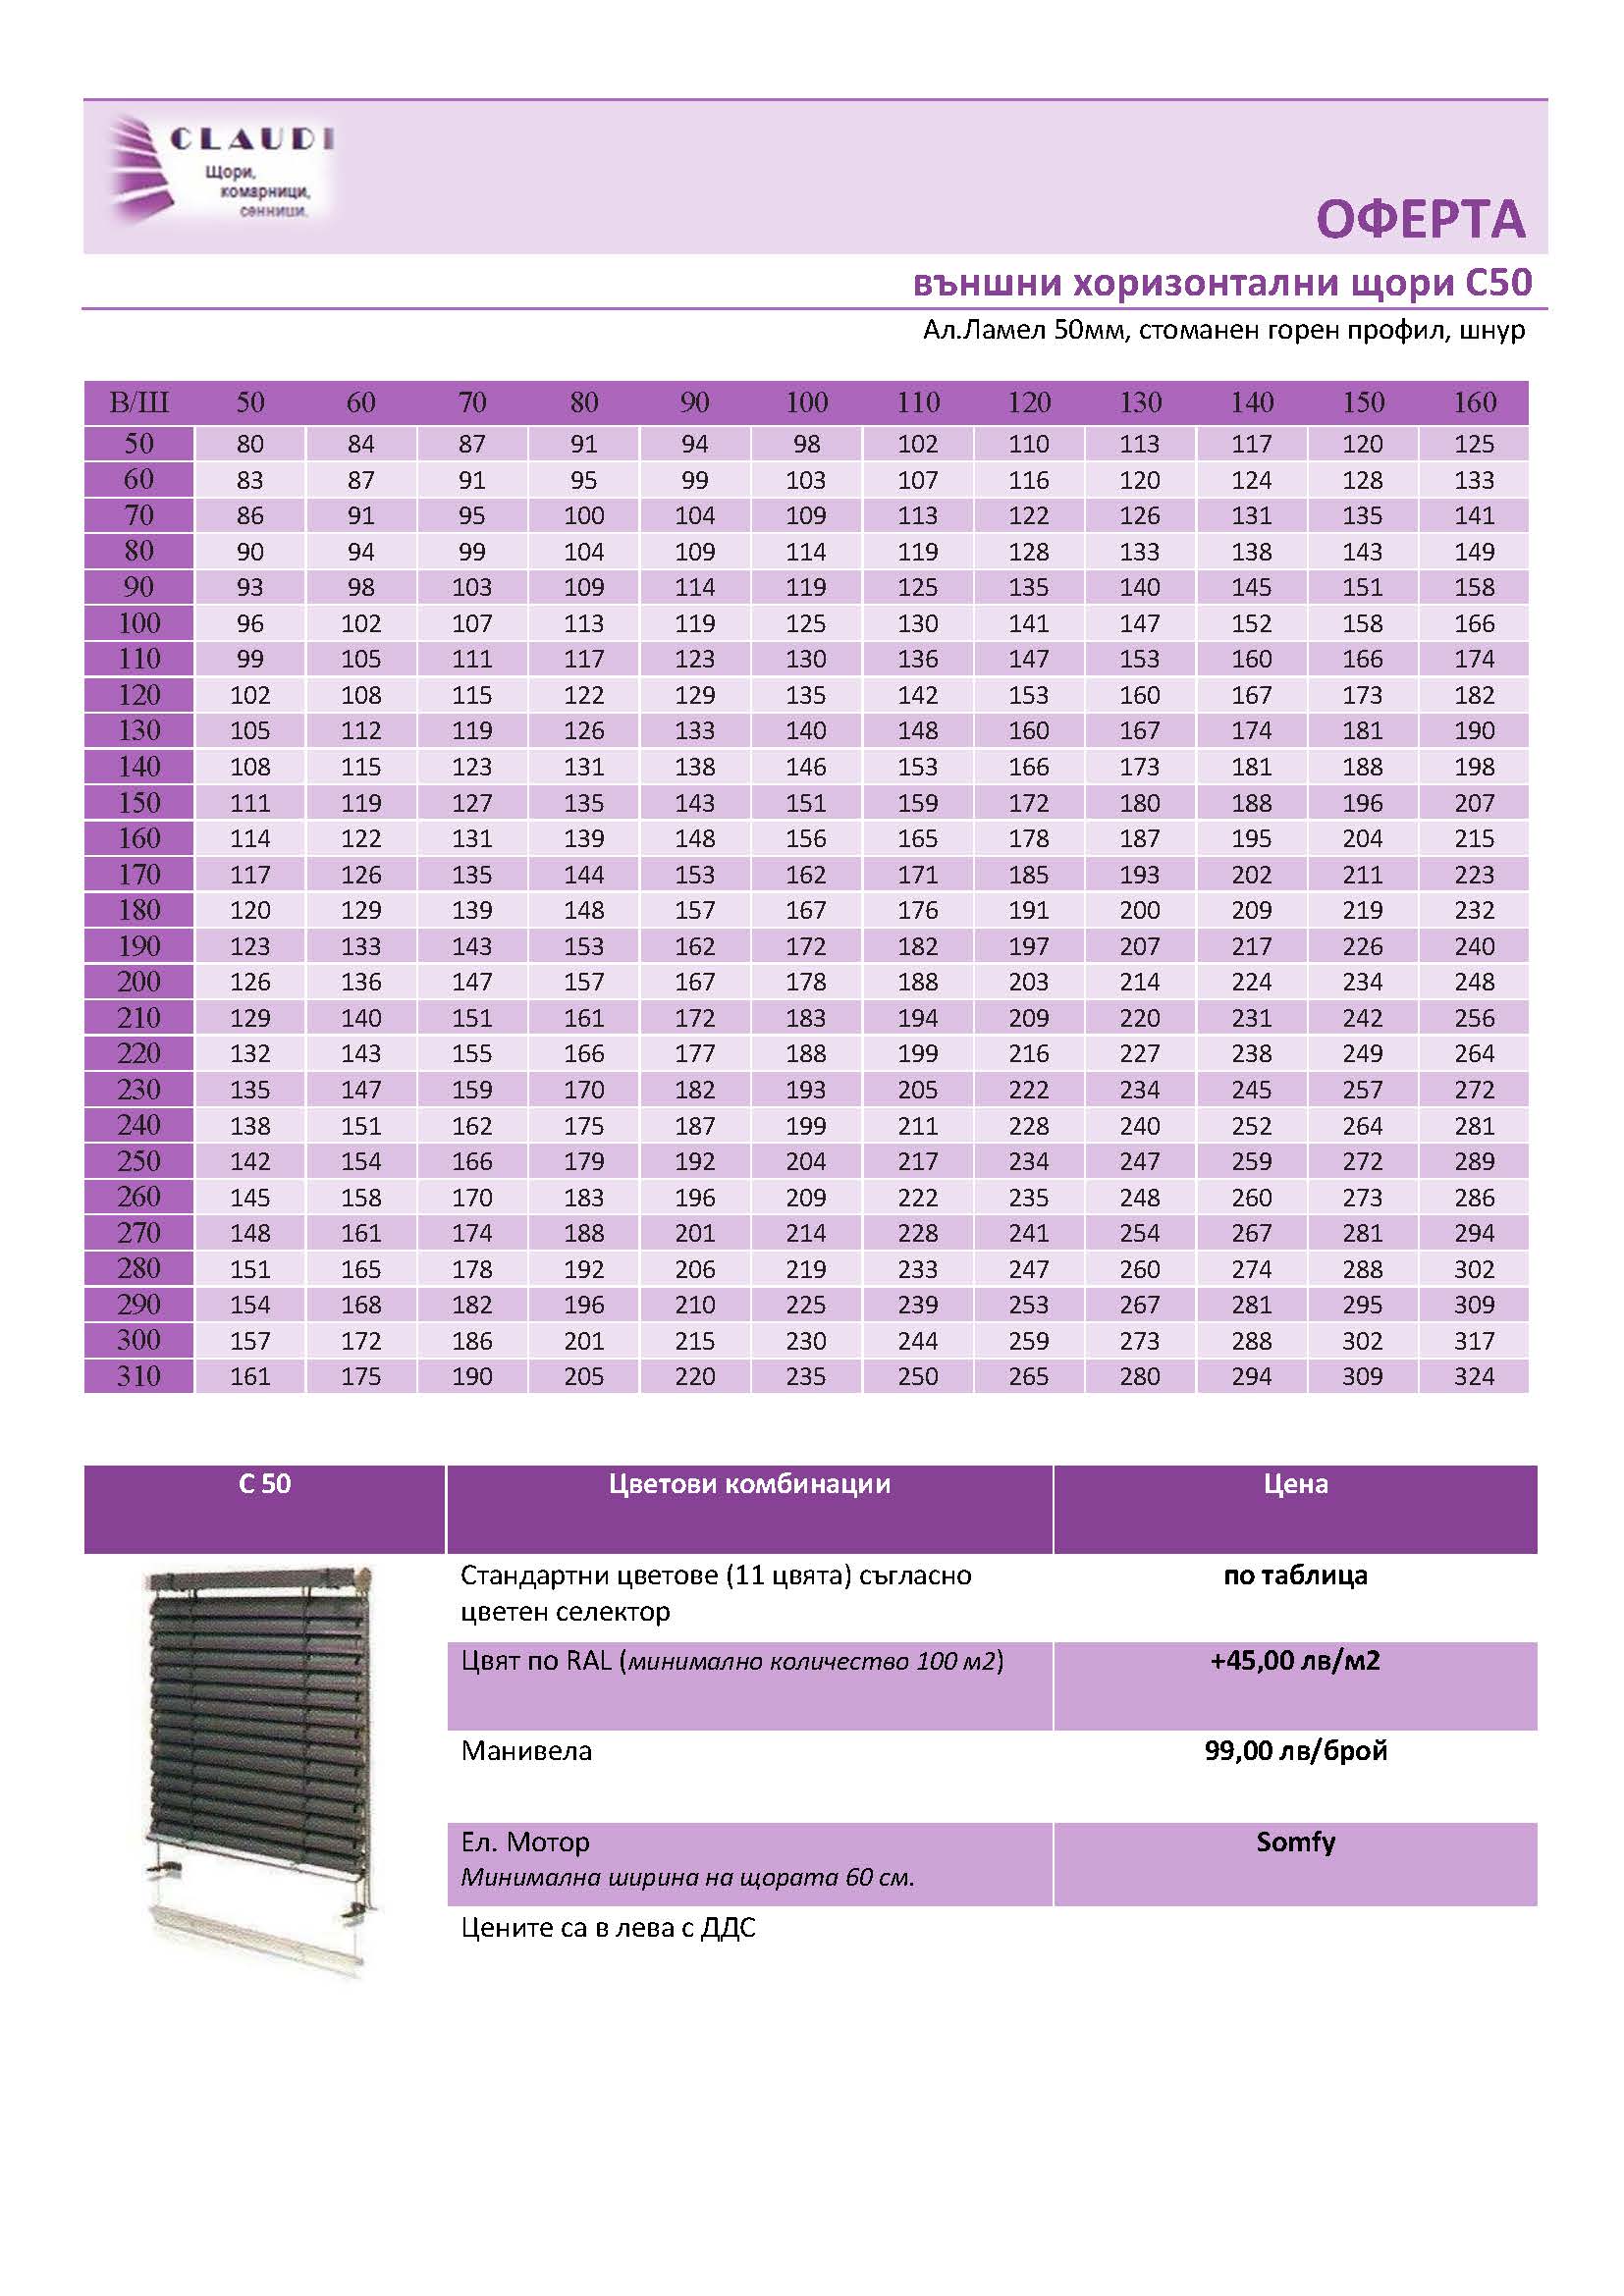 CLAUDI
Щори,
комарници,
сенници.
ОФЕРТА
външни хоризонтални щори C50
Ал.Ламел 50мм, стоманен горен профил, шнур
В/Ш 50 60 70 80 90 100 110 120 130 140 150 160
50 80 84 87 91 94 98 102 110 113 117 120 125
60 83 87 91 95 99 103 107 116 120 124 128 133
70 86 91 95 100 104 109 113 122 126 131 135 141
80 90 94 99 104 109 114 119 128 133 138 143 149
90 93 98 103 109 114 119 125 135 140 145 151 158
100 96 102 107 113 119 125 130 141 147 152 158 166
110 99 105 111 117 123 130 136 147 153 160 166 174
120 102 108 115 122 129 135 142 153 160 167 173 182
130 105 112 119 126 133 140 148 160 167 174 181 190
140 108 115 123 131 138 146 153 166 173 181 188 198
150 111 119 127 135 143 151 159 172 180 188 196 207
160 114 122 131 139 148 156 165 178 187 195 204 215
170 117 126 135 144 153 162 171 185 193 202 211 223
180 120 129 139 148 157 167 176 191 200 209 219 232
190 123 133 143 153 162 172 182 197 207 217 226 240
200 126 136 147 157 167 178 188 203 214 224 234 248
210 129 140 151 161 172 183 194 209 220 231 242 256
220 132 143 155 166 177 188 199 216 227 238 249 264
230 135 147 159 170 182 193 205 222 234 245 257 272
240 138 151 162 175 187 199 211 228 240 252 264 281
250 142 154 166 179 192 204 217 234 247 259 272 289
260 145 158 170 183 196 209 222 235 248 260 273 286
270 148 161 174 188 201 214 228 241 254 267 281 294
280 151 165 178 192 206 219 233 247 260 274 288 302
290 154 168 182 196 210 225 239 253 267 281 295 309
300 157 172 186 201 215 230 244 259 273 288 302 317
310 161 175 190 205 220 235 250 265 280 294 309 324
C 50 Цветови комбинации Цена
Стандартни цветове (11 цвята) съгласно по таблица
цветен селектор
Цвят по RAL (минимално количество 100 м2) +45,00 лв/м2
Манивела 99,00 лв/брой
Ел. Мотор Somfy
Минимална ширина на щората 60 см.
Цените са в лева с ДДС